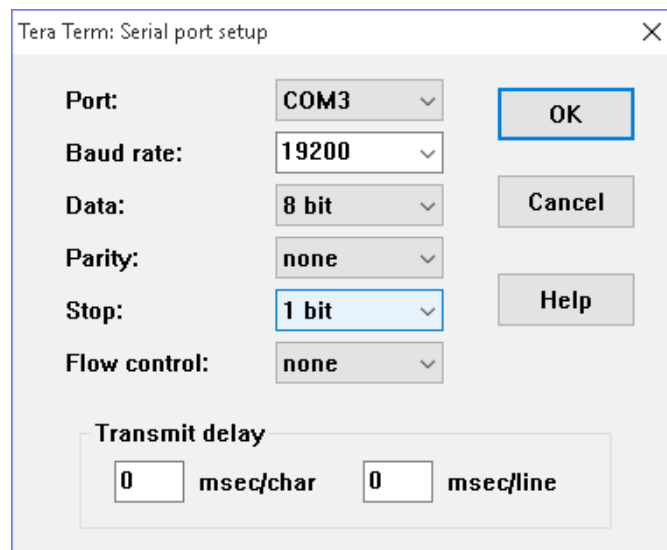 Tera Term: Serial port setup
Port: COM3 OK
Baud rate: 19200
Data: 8 bit Cancel
Parity: none
Stop: 1 bit Help
Flow control: none
Transmit delay
0 msec/char 0 msec/line